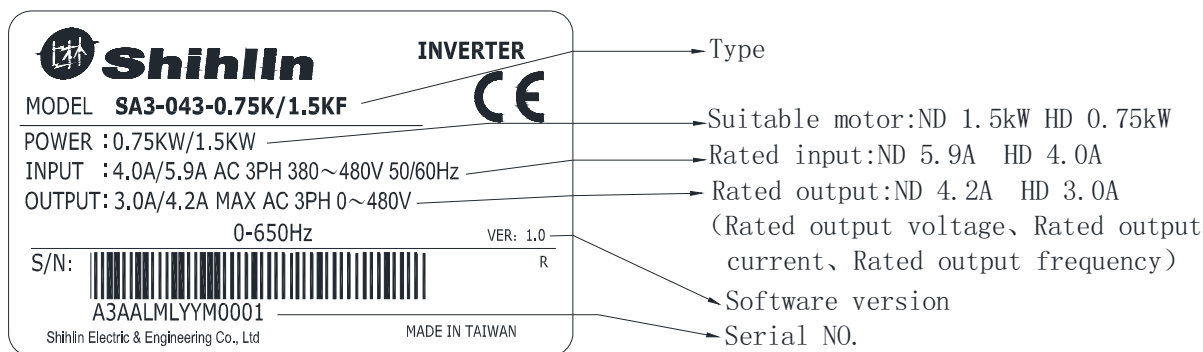 Shihlin
INVERTER
CE
MODEL SA3-043-0.75K/1.5KF
POWER :0.75KW/1.5KW
INPUT :4.0A/5.9A AC 3PH 380～480V 50/60Hz
OUTPUT:3.0A/4.2A MAX AC 3PH 0～480V
0-650Hz
VER: 1.0
S/N:
R
A3AALMLYYM0001
Shihlin Electric & Engineering Co., Ltd
MADE IN TAIWAN
Type
Suitable motor:ND 1.5kW HD 0.75kW
Rated input:ND 5.9A HD 4.0A
Rated output:ND 4.2A HD 3.0A
(Rated output voltage、Rated output
current、Rated output frequency)
Software version
Serial NO.